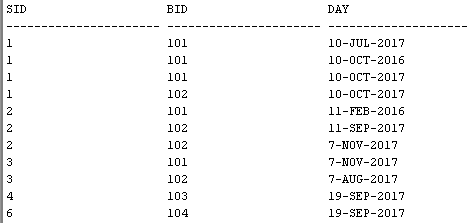 SID BID DAY
----------------------- ----------------------- --------------------
1 101 10-JUL-2017
1 101 10-OCT-2016
1 101 10-OCT-2017
1 102 10-OCT-2017
2 101 11-FEB-2016
2 102 11-SEP-2017
2 102 7-NOV-2017
3 101 7-NOV-2017
3 102 7-AUG-2017
4 103 19-SEP-2017
6 104 19-SEP-2017